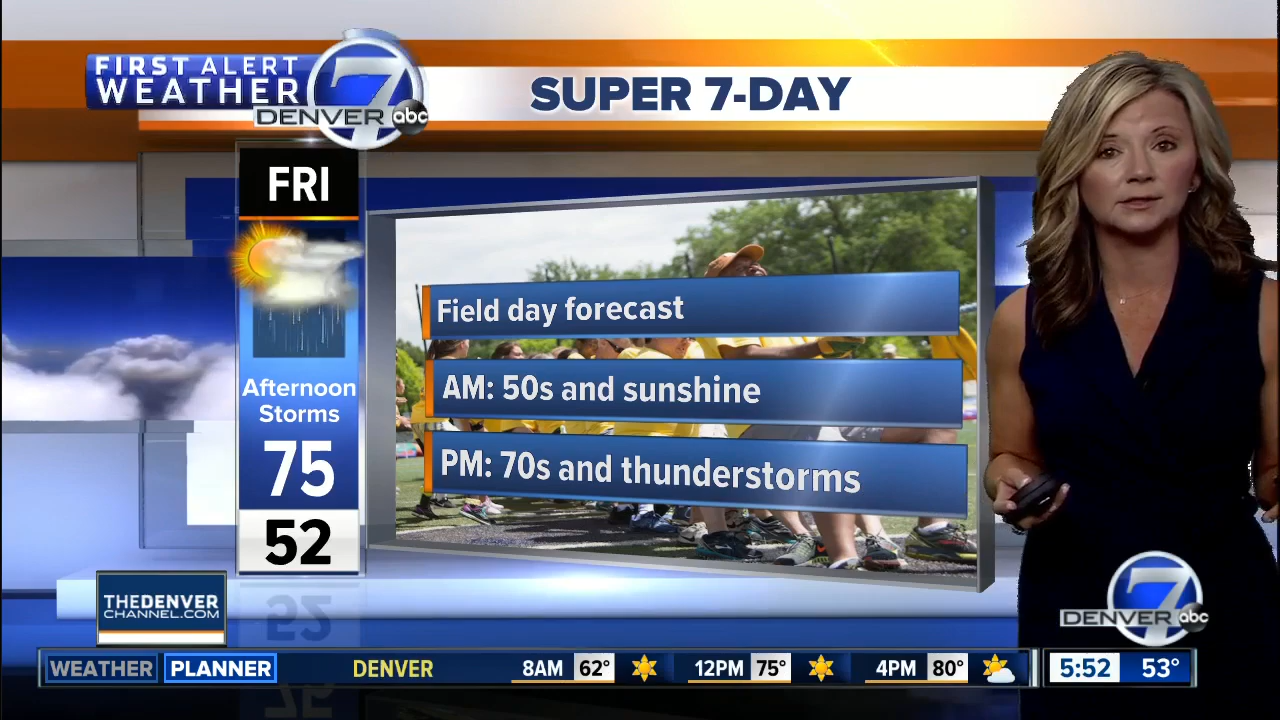 FIRST ALERT
WEATHER
7
DENVER abc
SUPER 7-DAY
FRI
Afternoon
Storms
75
52
Field day forecast
AM: 50s and sunshine
PM: 70s and thunderstorms
THEDENVER
CHANNEL.COM
7
DENVER abc
WEATHER PLANNER DENVER 8AM 62° 12PM 75° 4PM 80° 5:52 53°